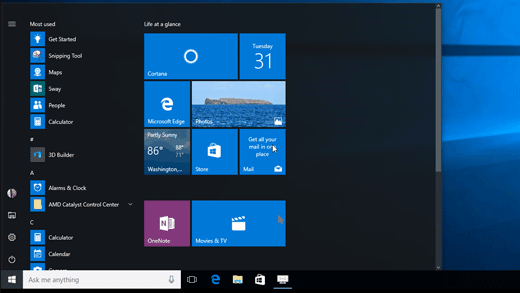 Most used
Get Started
Snipping Tool
Maps
Sway
People
Calculator
#
3D Builder
A
Alarms & Clock
AMD Catalyst Control Center
C
Calculator
Calendar
Life at a glance
Cortana
Tuesday
31
Microsoft Edge
Photos
Partly Sunny
86° 88°
71°
Washington,...
Store
Get all your
mail in one
place
Mail
OneNote
Movies & TV
Ask me anything